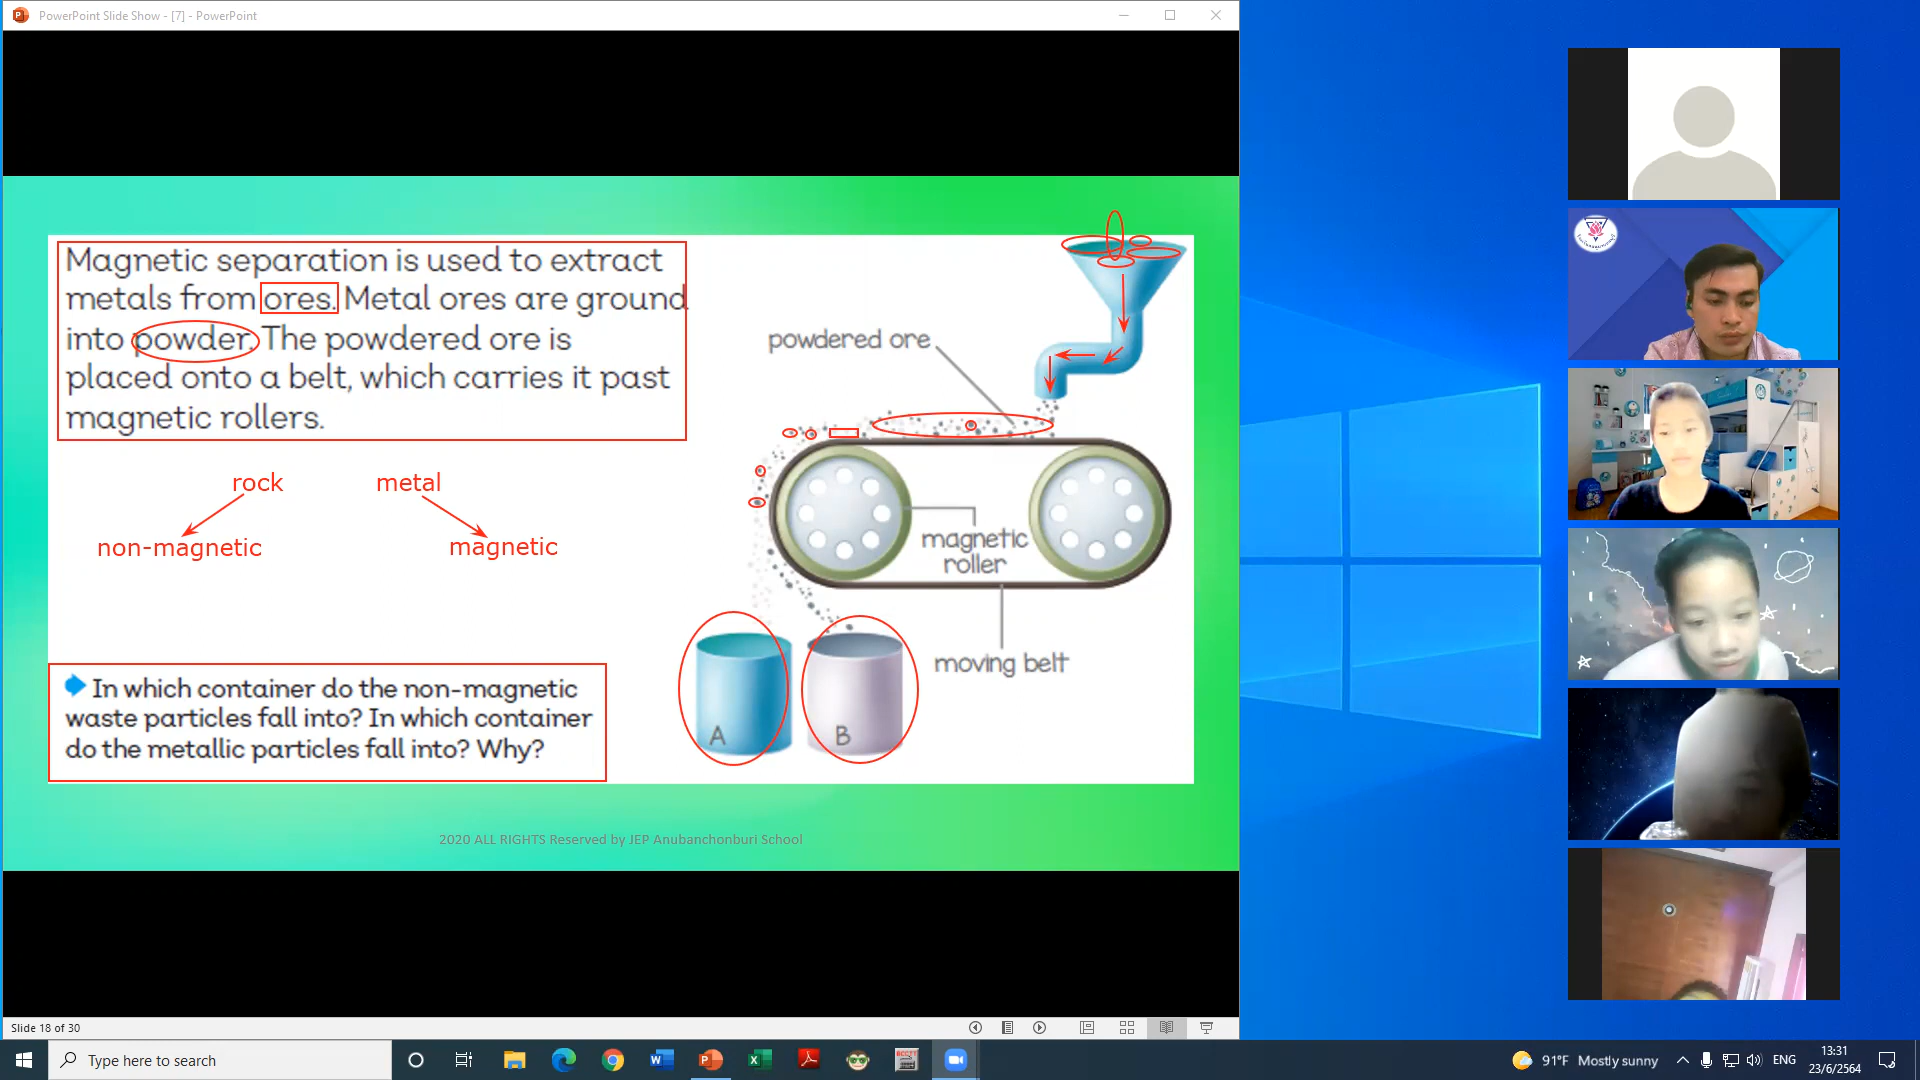 PowerPoint Slide Show - [7] - PowerPoint
Magnetic separation is used to extract
metals from ores. Metal ores are ground
into powder. The powdered ore is
placed onto a belt, which carries it past
magnetic rollers.
rock metal
non-magnetic magnetic
powdered ore
magnetic
roller
moving belt
A
B
In which container do the non-magnetic
waste particles fall into? In which container
do the metallic particles fall into? Why?
2020 ALL RIGHTS Reserved by JEP Anubanchonburi School
Slide 18 of 30
Type here to search
91°F Mostly sunny
ENG
13:31
23/6/2564